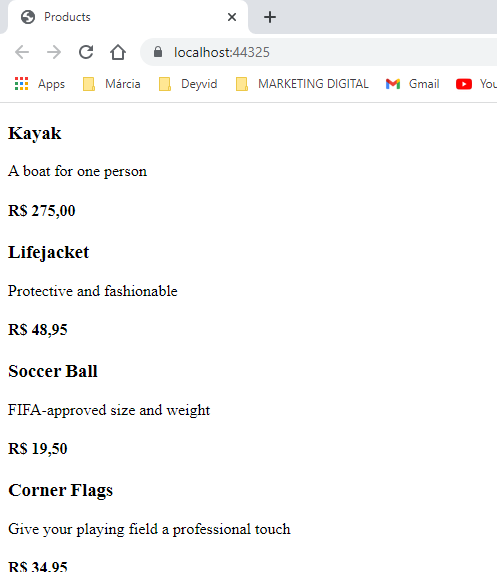 Products
localhost:44325
Apps Márcia Deyvid MARKETING DIGITAL Gmail You
Kayak
A boat for one person
R$ 275,00
Lifejacket
Protective and fashionable
R$ 48,95
Soccer Ball
FIFA-approved size and weight
R$ 19,50
Corner Flags
Give your playing field a professional touch
R$ 34,95